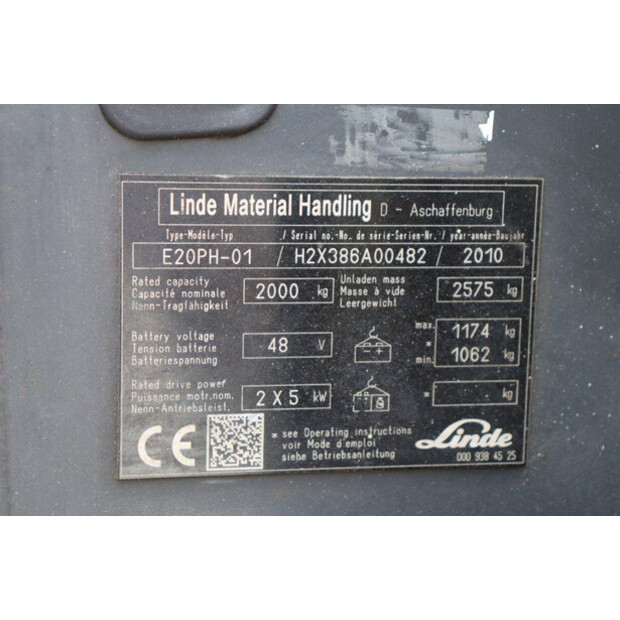 Linde Material Handling D - Aschaffenburg
Type-Modèle-Typ / Serial no.-No. de série-Serien-Nr. / year-année-Baujahr
E20PH-01 / H2X386A00482 / 2010
Rated capacity
Capacité nominale
Nenn-Tragfähigkeit
2000 kg
Unladen mass
Masse à vide
Leergewicht
2575 kg
Battery voltage
Tension batterie
Batteriespannung
48 V
- +
max. 1174 kg
*
min. 1062 kg
Rated drive power
Puissance motr.nom.
Nenn-Antriebsleist.
2 X 5 kW
* kg
CE
* see Operating instructions
voir Mode d'emploi
siehe Betriebsanleitung
Linde
000 938 45 25